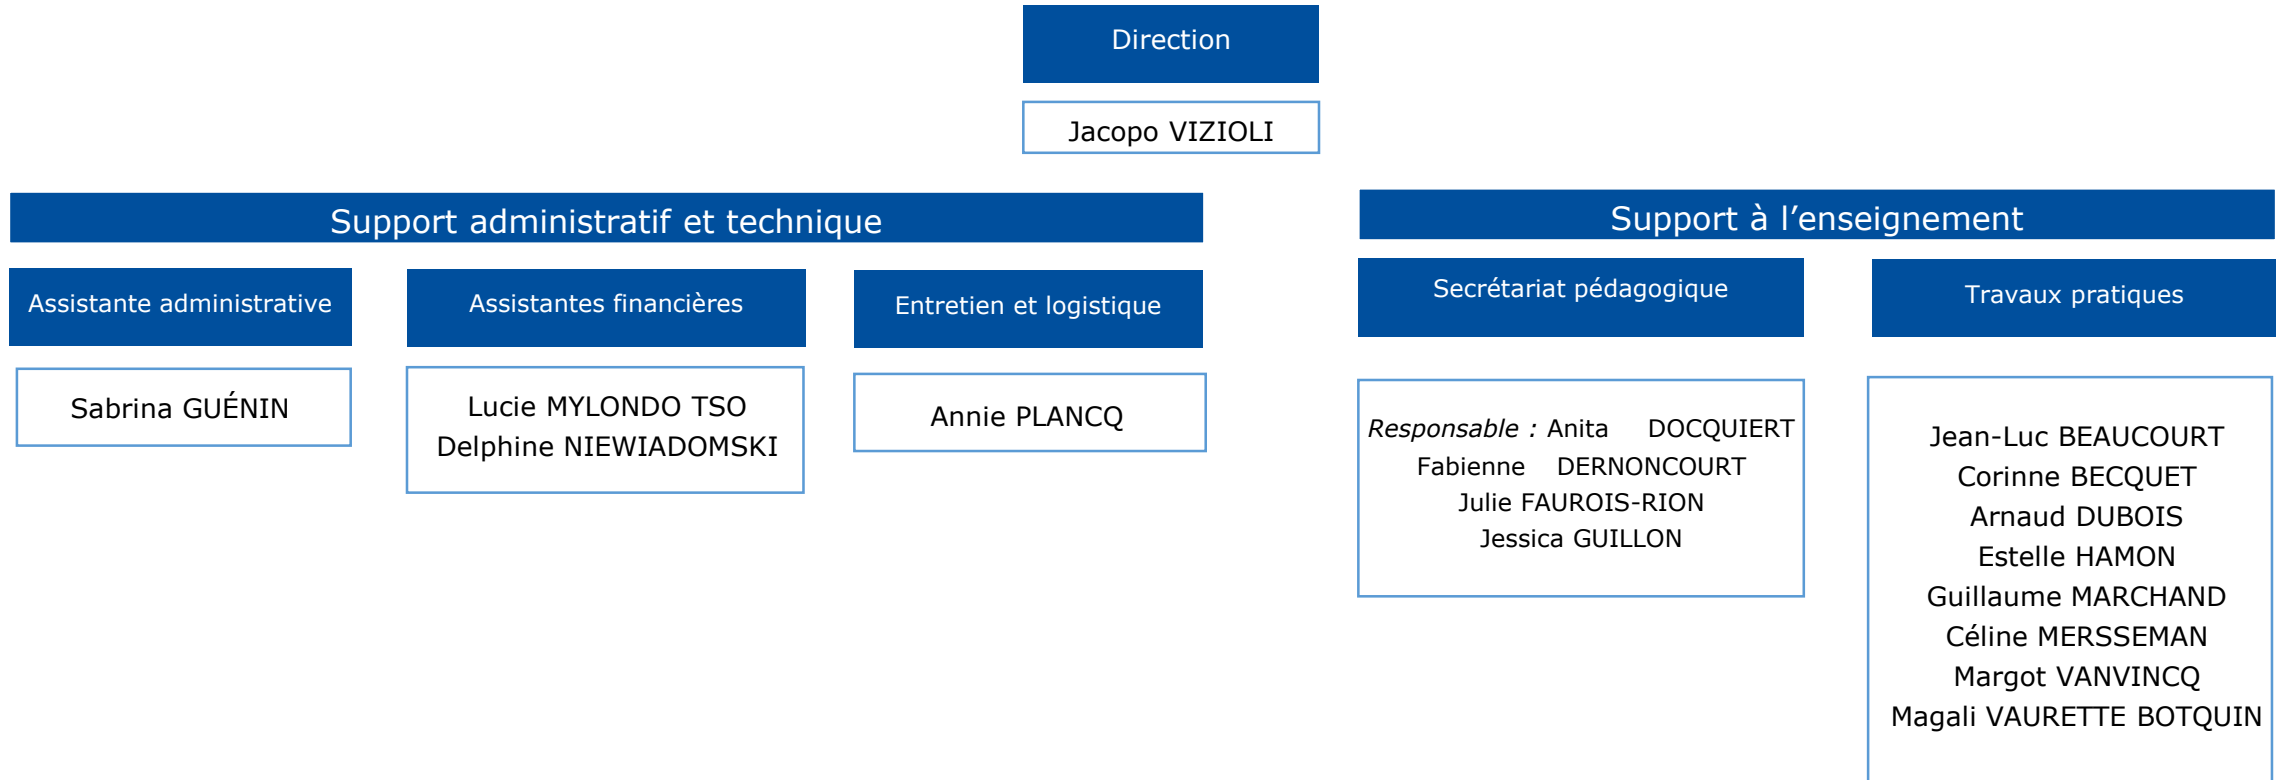 Direction
Jacopo VIZIOLI
Support administratif et technique
Assistante administrative
Sabrina GUÉNIN
Assistantes financières
Lucie MYLONDO TSO
Delphine NIEWIADOMSKI
Entretien et logistique
Annie PLANCQ
Support à l’enseignement
Secrétariat pédagogique
Responsable : Anita DOCQUIERT
Fabienne DERNONCOURT
Julie FAUROIS-RION
Jessica GUILLON
Travaux pratiques
Jean-Luc BEAUCOURT
Corinne BECQUET
Arnaud DUBOIS
Estelle HAMON
Guillaume MARCHAND
Céline MERSSEMAN
Margot VANVINCQ
Magali VAURETTE BOTQUIN